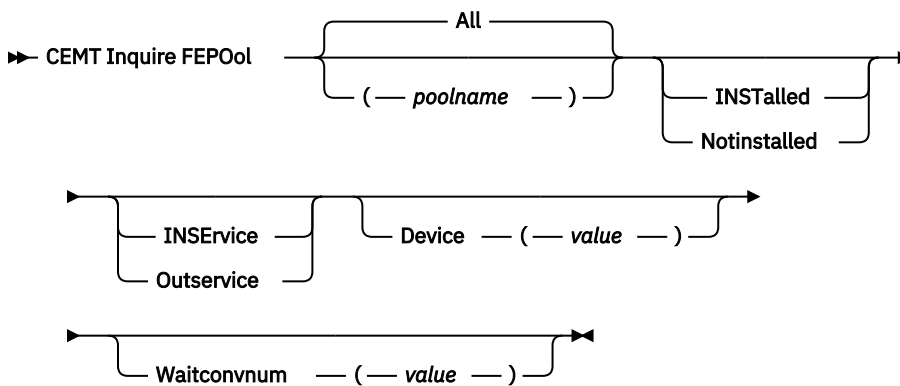 All
CEMT Inquire FEPOol
( poolname )
INSTalled
Notinstalled
INSErvice
Outservice
Device ( value )
Waitconvnum ( value )